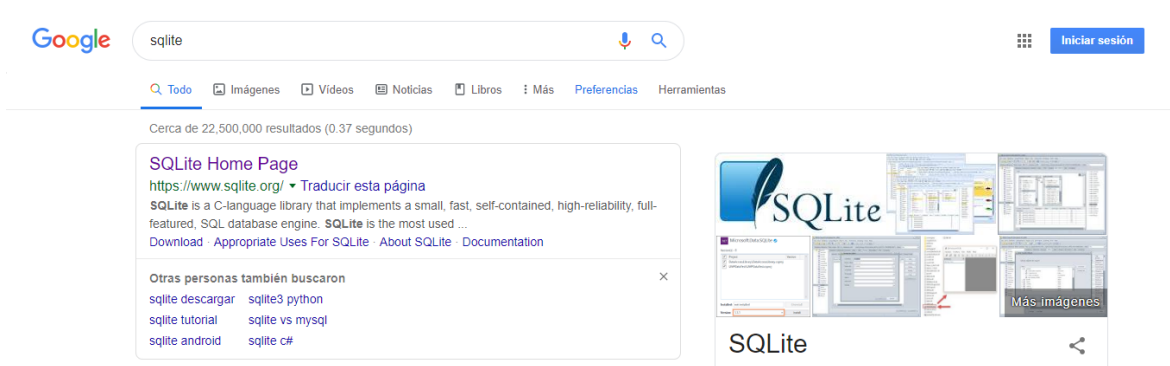 Google
sqlite
Iniciar sesión
Todo Imágenes Vídeos Noticias Libros Más Preferencias Herramientas
Cerca de 22,500,000 resultados (0.37 segundos)
SQLite Home Page
https://www.sqlite.org/ Traducir esta página
SQLite is a C-language library that implements a small, fast, self-contained, high-reliability, full-
featured, SQL database engine. SQLite is the most used ...
Download · Appropriate Uses For SQLite · About SQLite · Documentation
Otras personas también buscaron
sqlite descargar sqlite3 python
sqlite tutorial sqlite vs mysql
sqlite android sqlite c#
SQLite
Microsoft.Data.SQLite
Más imágenes
SQLite